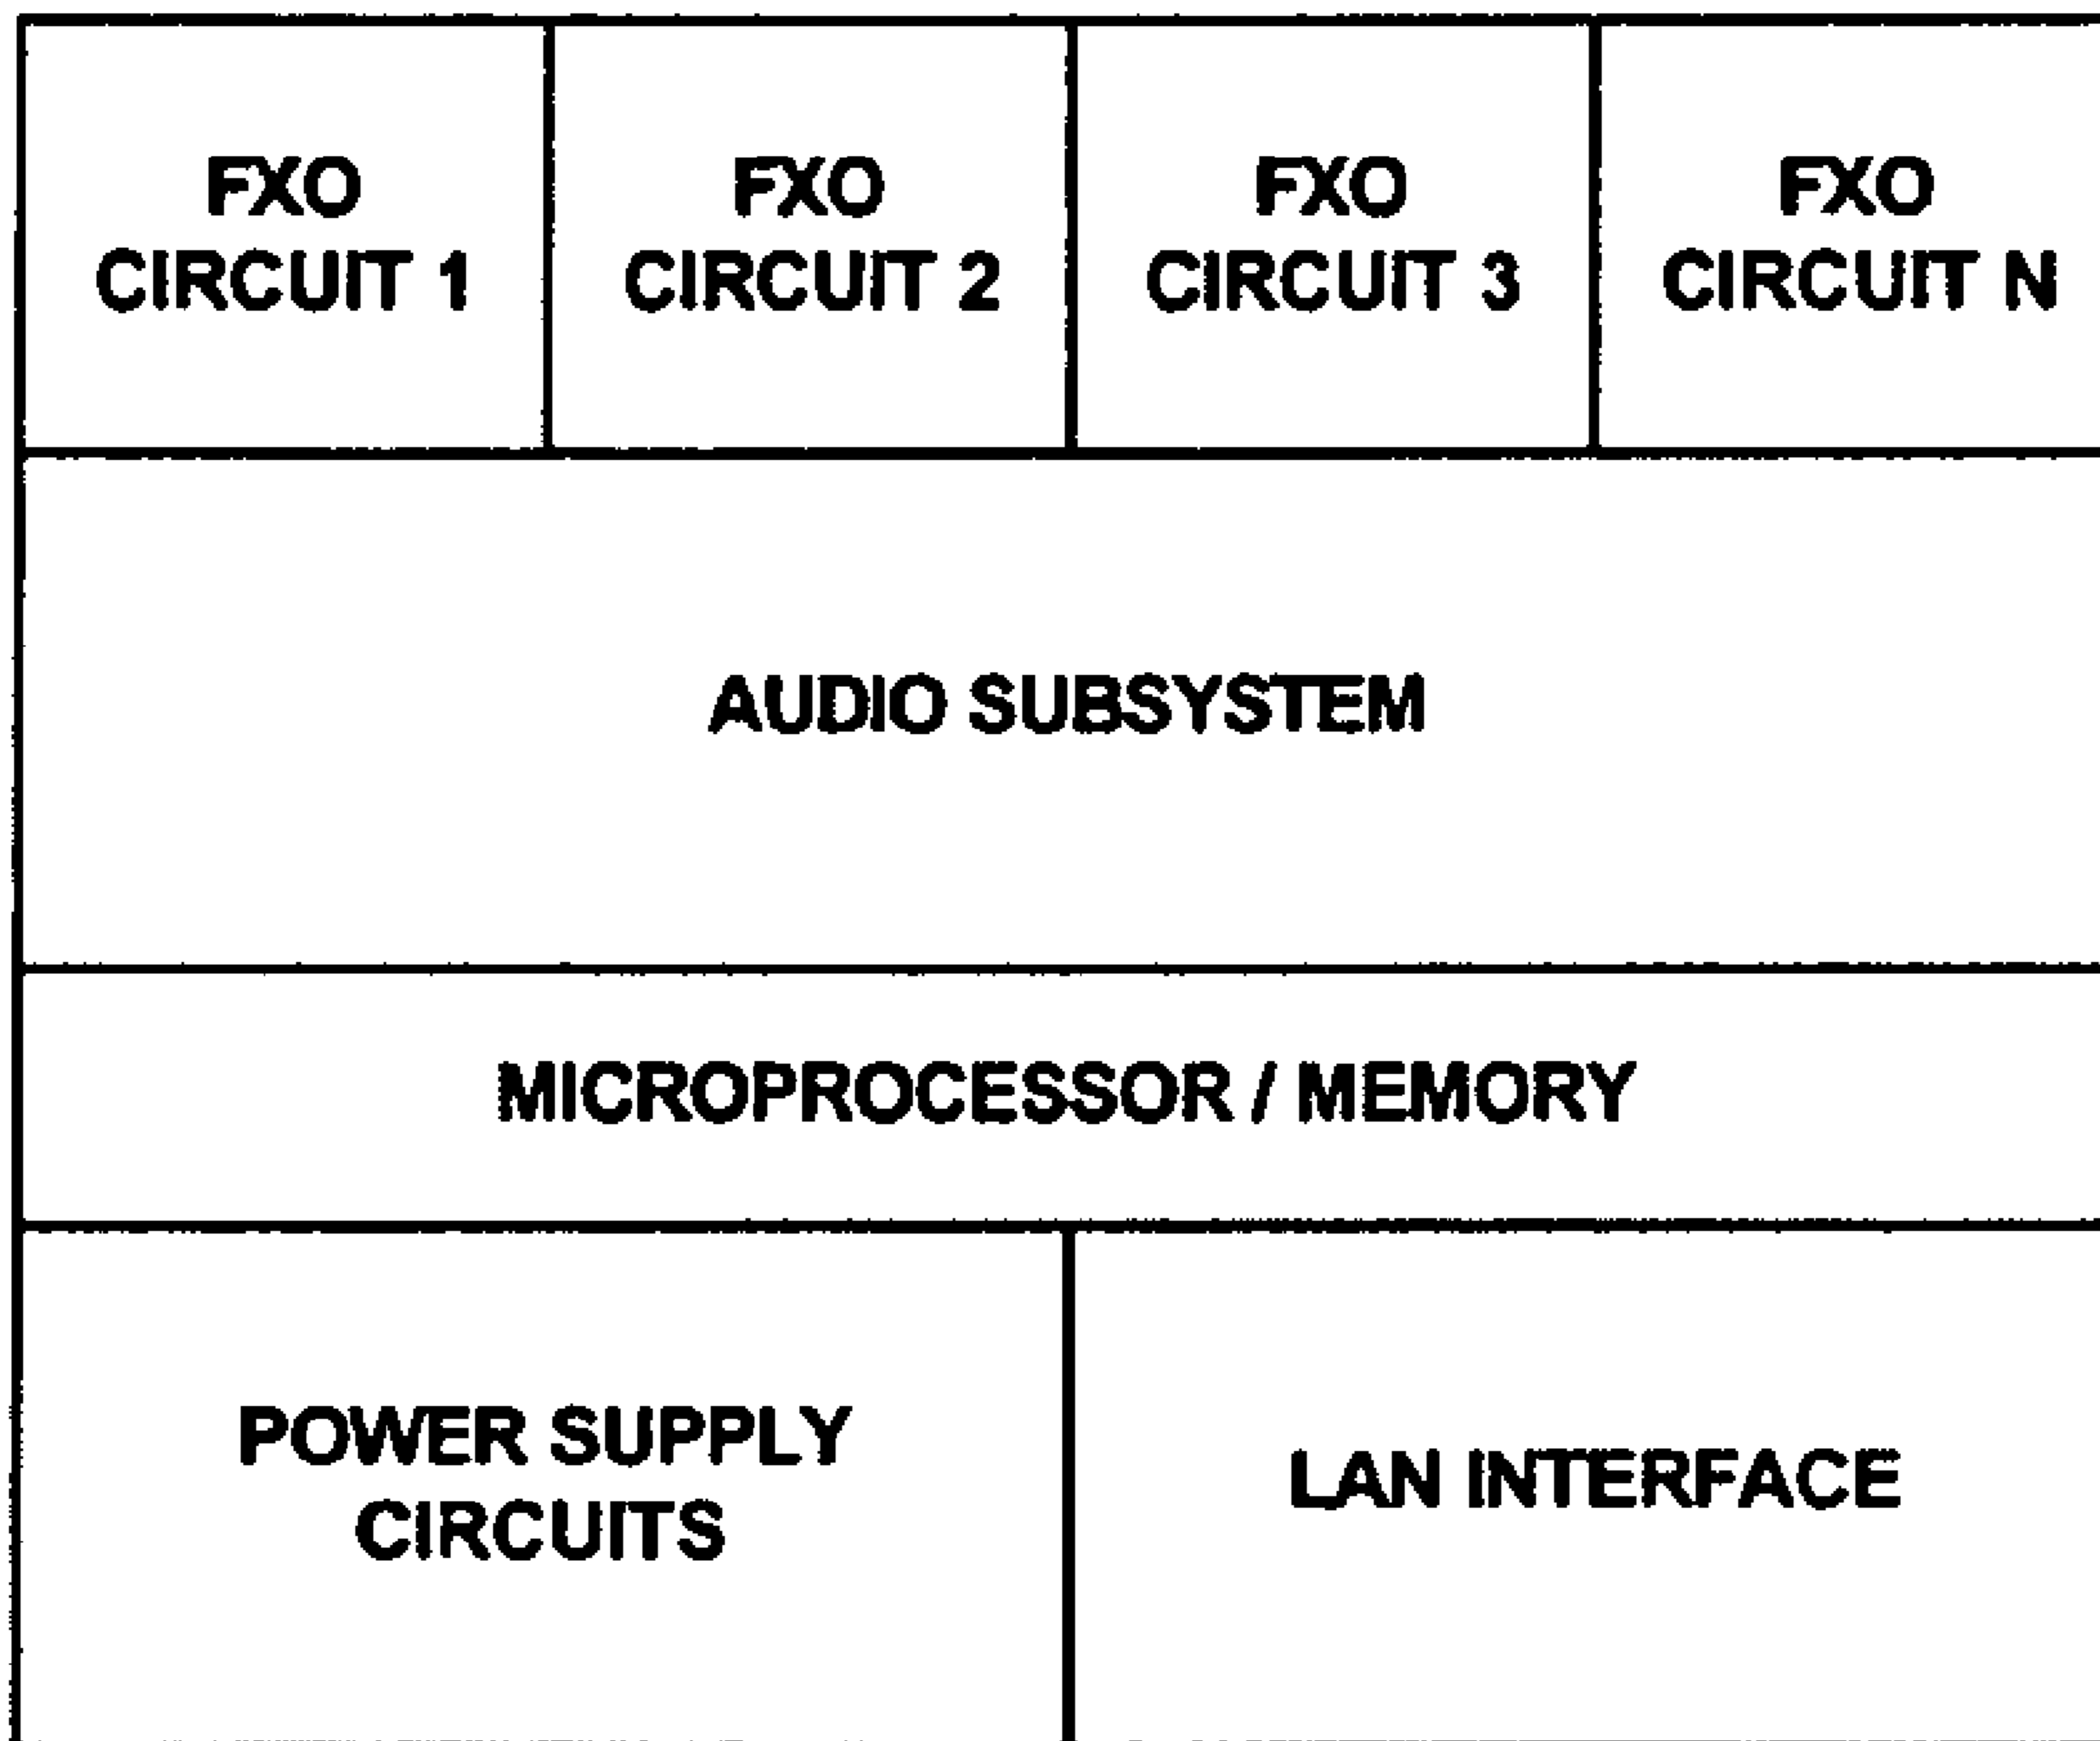 FXO
CIRCUIT 1
FXO
CIRCUIT 2
FXO
CIRCUIT 3
FXO
CIRCUIT N
AUDIO SUBSYSTEM
MICROPROCESSOR / MEMORY
POWER SUPPLY
CIRCUITS
LAN INTERFACE